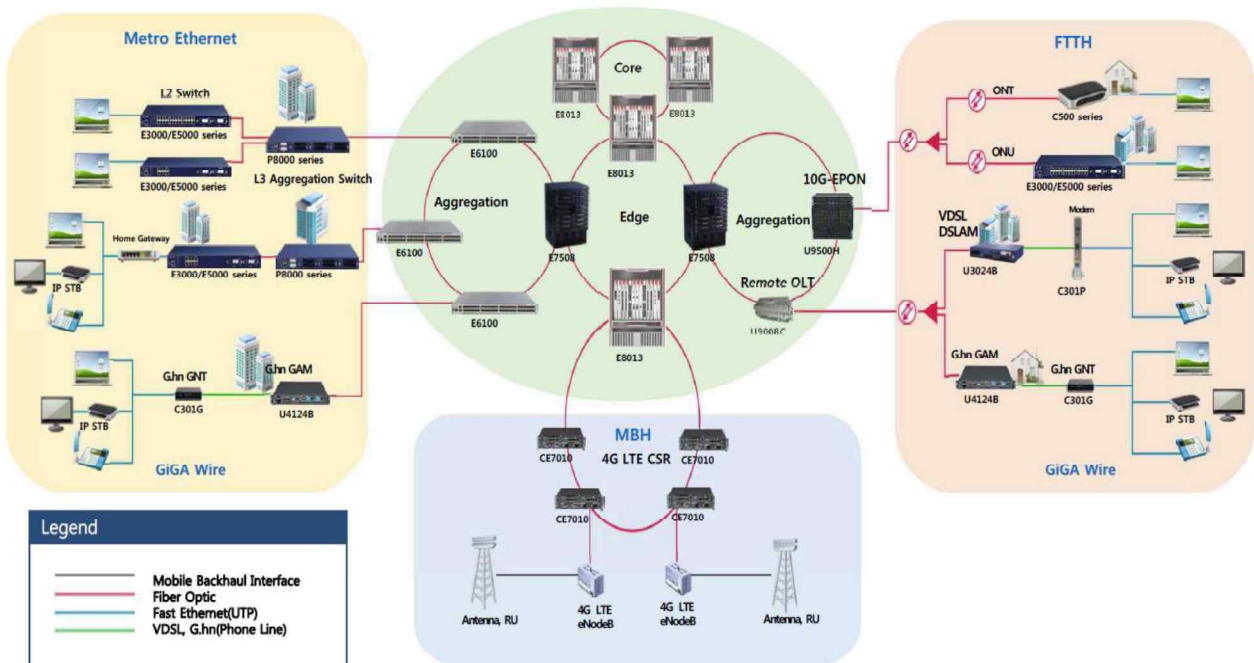 Metro Ethernet
L2 Switch
E3000/E5000 series
P8000 series
E3000/E5000 series
L3 Aggregation Switch
Home Gateway
E3000/E5000 series
P8000 series
IP STB
G.hn GNT
G.hn GAM
C301G
U4124B
IP STB
GiGA Wire
Core
E8013
E8013
E8013
E6100
Aggregation
E6100
E6100
E7508
Edge
E7508
Aggregation
10G-EPON
U9500H
Remote OLT
U9008C
E8013
FTTH
ONT
C500 series
ONU
E3000/E5000 series
VDSL
DSLAM
U3024B
Modem
C301P
IP STB
G.hn GAM
U4124B
G.hn GNT
C301G
IP STB
GiGA Wire
MBH
4G LTE CSR
CE7010
CE7010
CE7010
CE7010
Antenna, RU
4G LTE
eNodeB
4G LTE
eNodeB
Antenna, RU
Legend
Mobile Backhaul Interface
Fiber Optic
Fast Ethernet(UTP)
VDSL, G.hn(Phone Line)